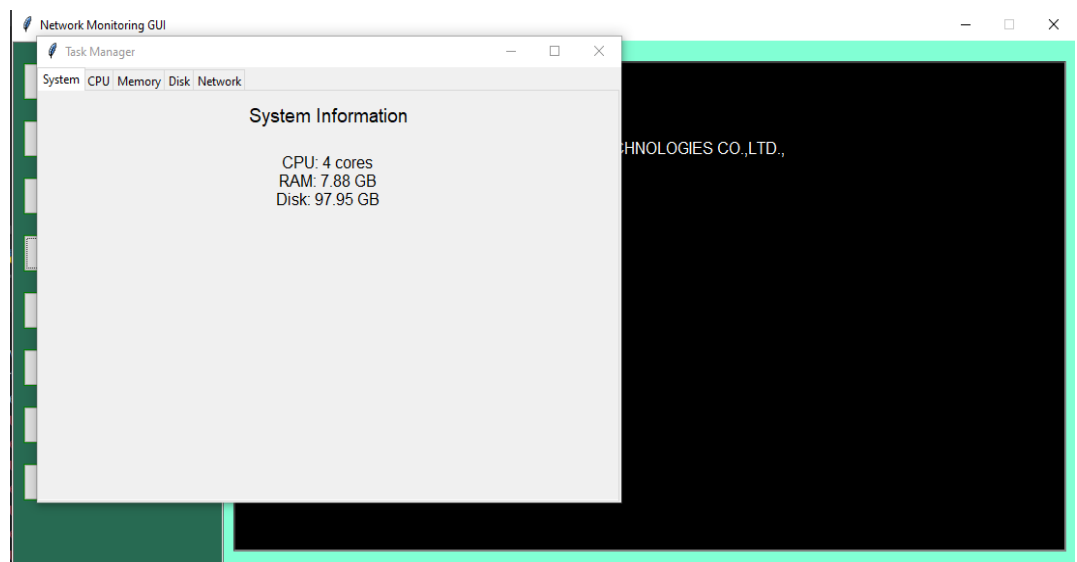 Network Monitoring GUI
Task Manager
System CPU Memory Disk Network
System Information
HNOLOGIES CO.,LTD.,
CPU: 4 cores
RAM: 7.88 GB
Disk: 97.95 GB